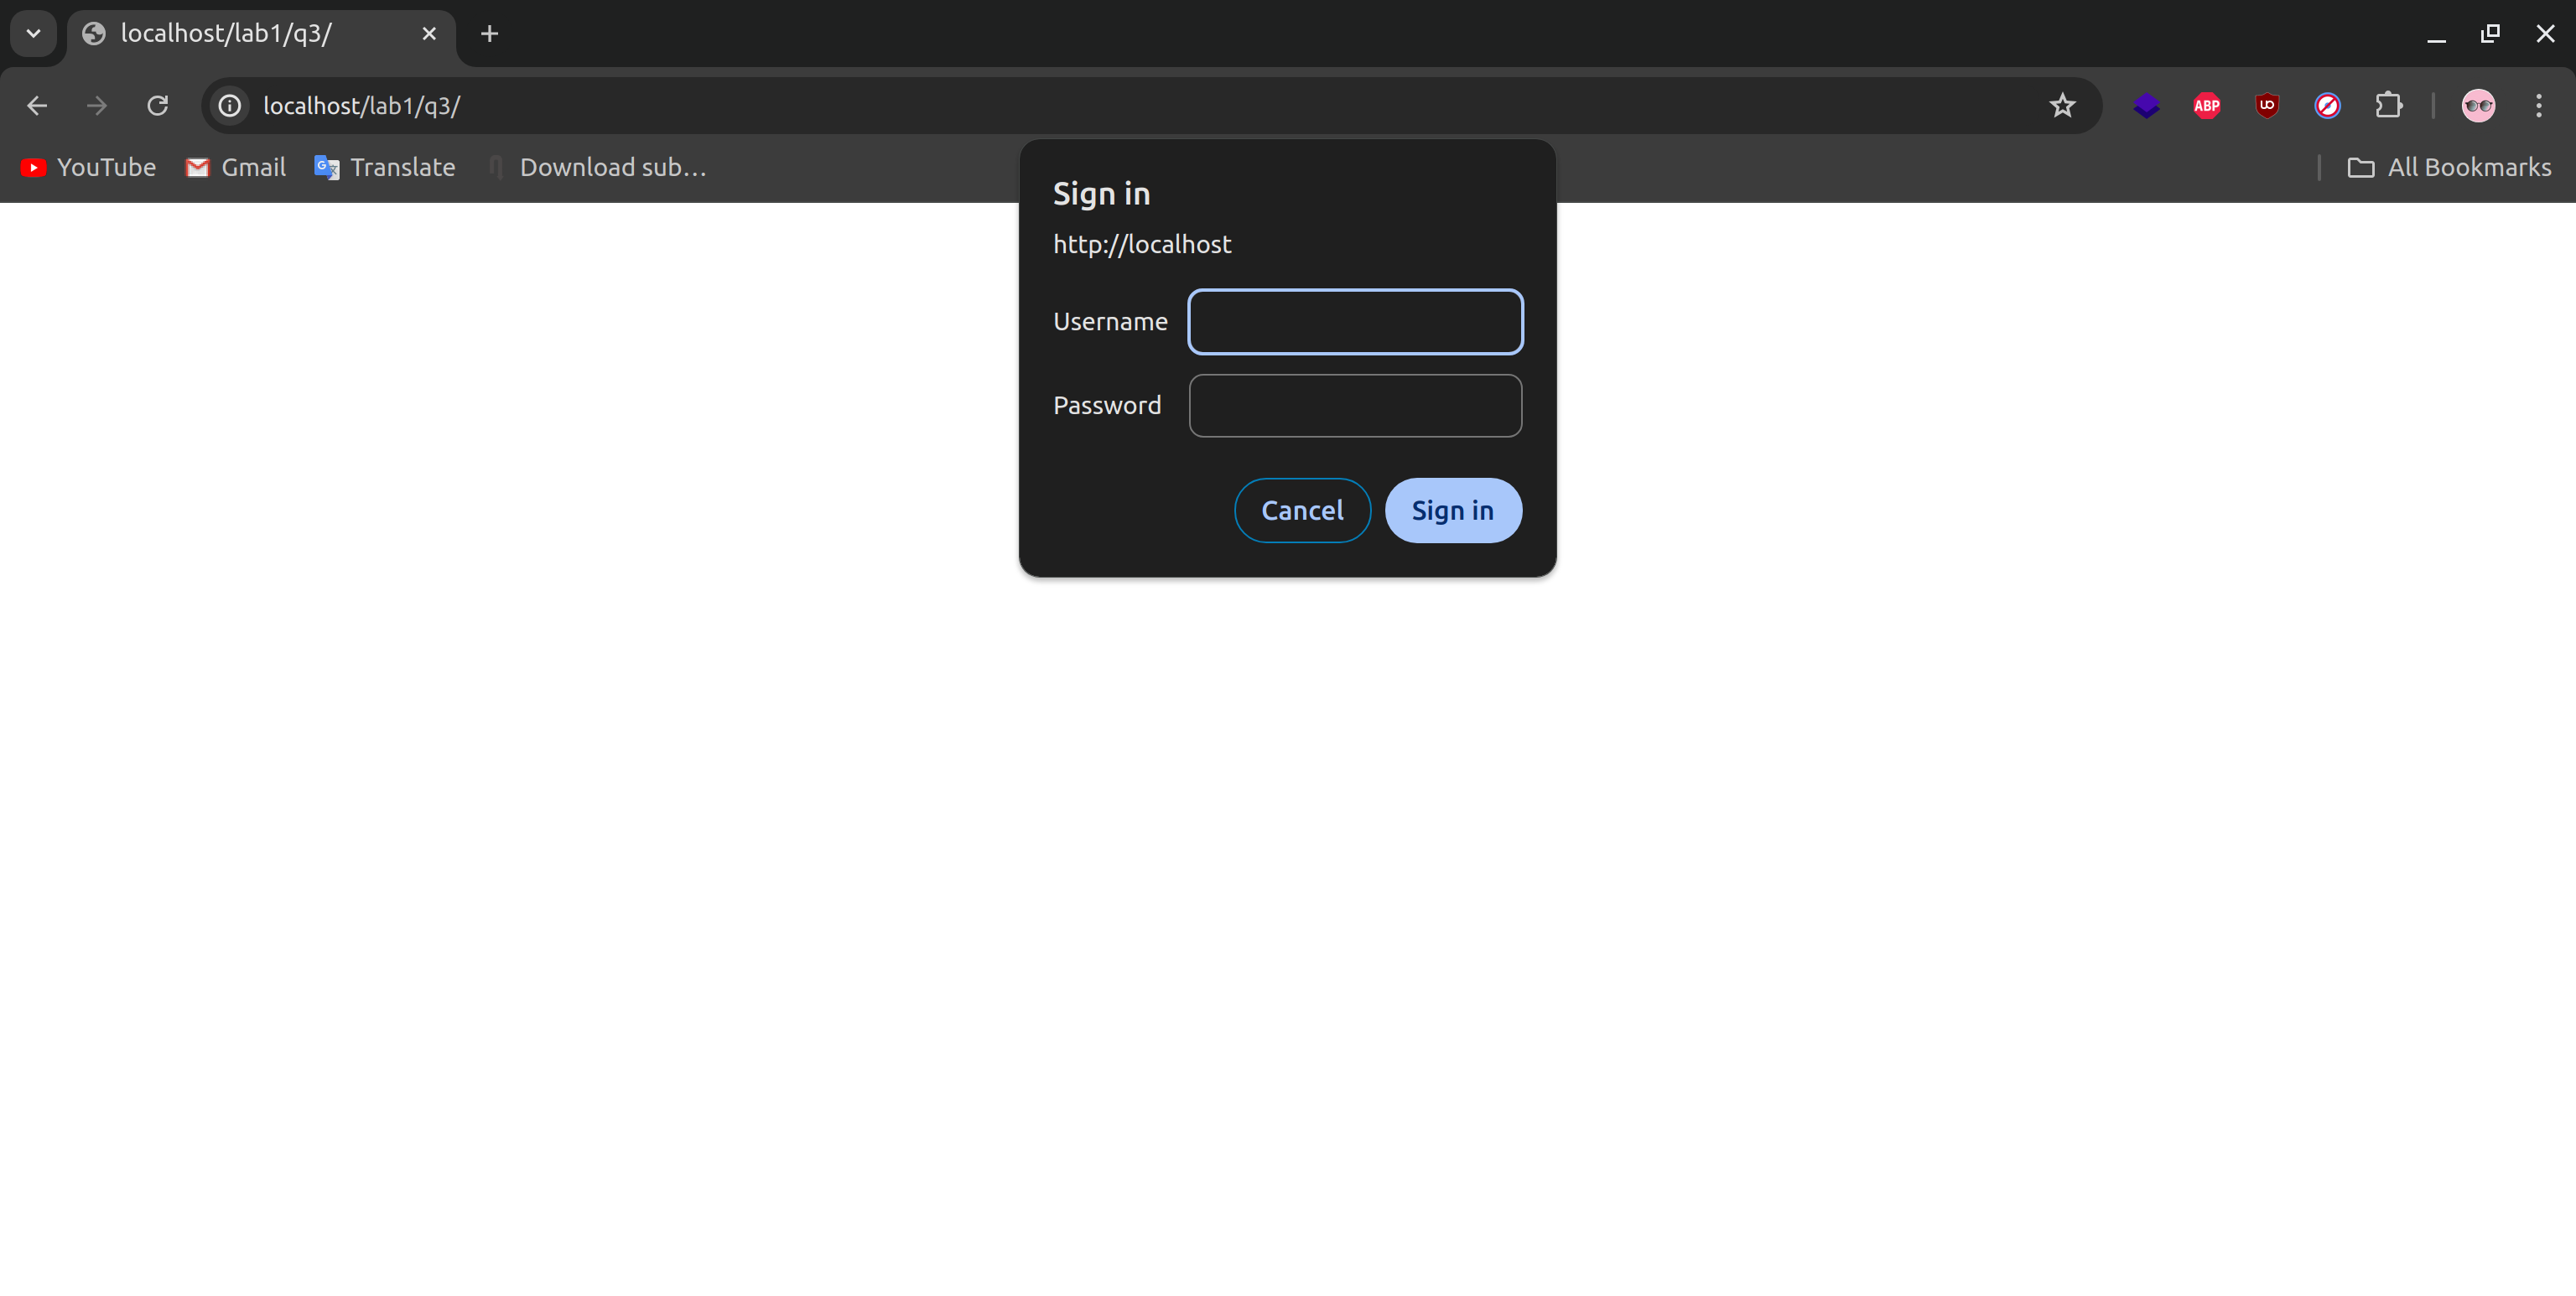 localhost/lab1/q3/
localhost/lab1/q3/
ABP
YouTube
Gmail
Translate
Download sub…
All Bookmarks
Sign in
http://localhost
Username
Password
Cancel
Sign in